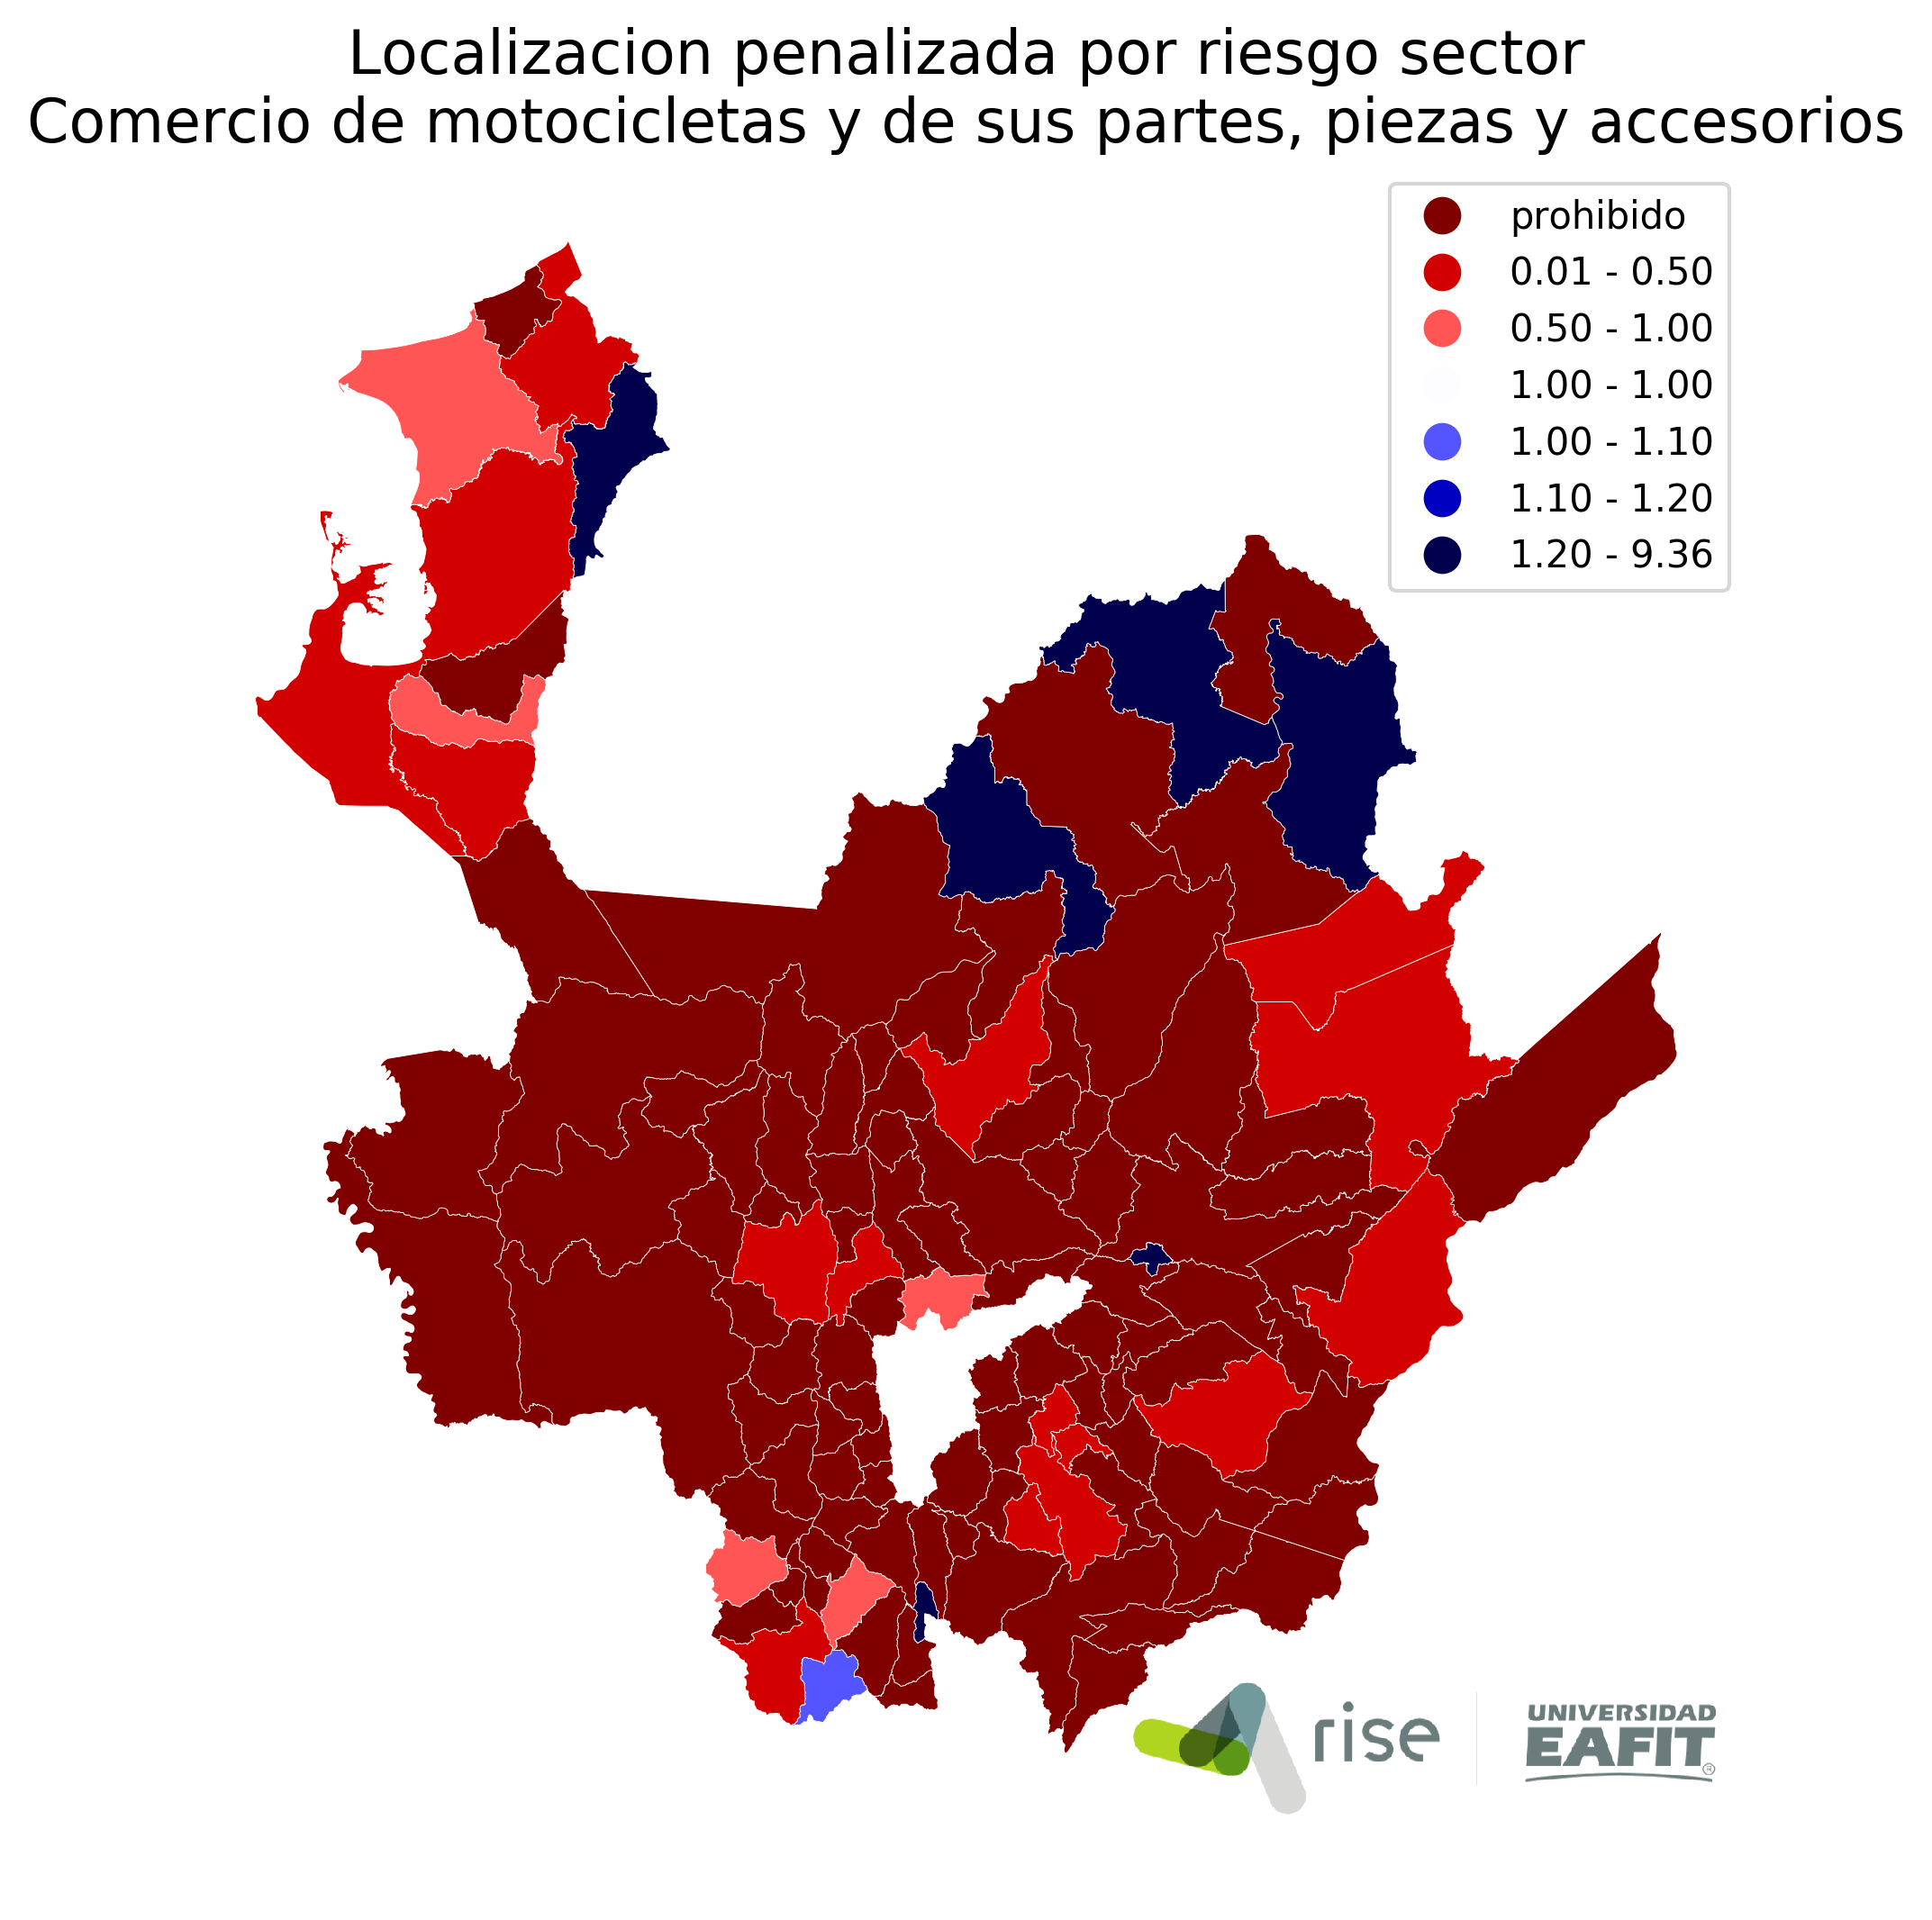 Localizacion penalizada por riesgo sector
Comercio de motocicletas y de sus partes, piezas y accesorios
prohibido
0.01 - 0.50
0.50 - 1.00
1.00 - 1.00
1.00 - 1.10
1.10 - 1.20
1.20 - 9.36
rise
UNIVERSIDAD
EAFIT®